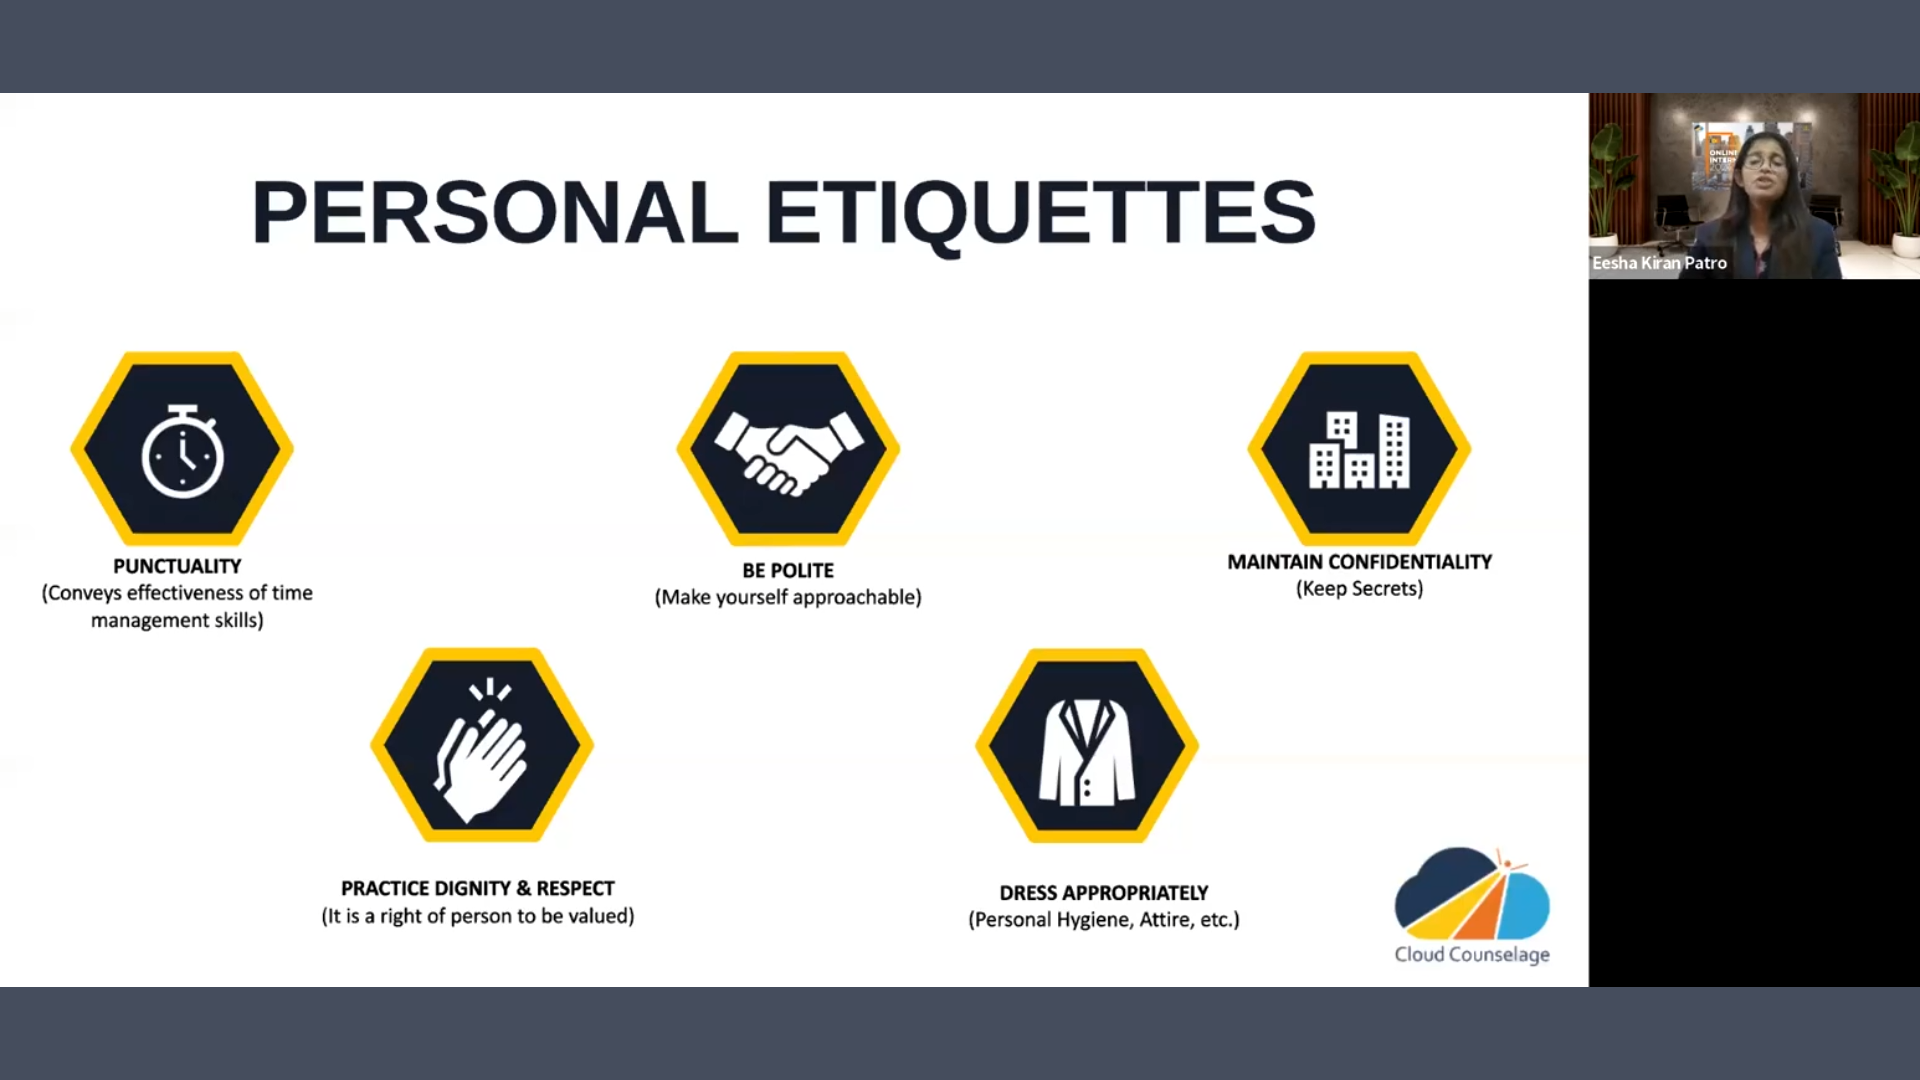 PERSONAL ETIQUETTES
ONLINE
INTERN
Eesha Kiran Patro
PUNCTUALITY
(Conveys effectiveness of time
management skills)
BE POLITE
(Make yourself approachable)
MAINTAIN CONFIDENTIALITY
(Keep Secrets)
PRACTICE DIGNITY & RESPECT
(It is a right of person to be valued)
DRESS APPROPRIATELY
(Personal Hygiene, Attire, etc.)
Cloud Counselage